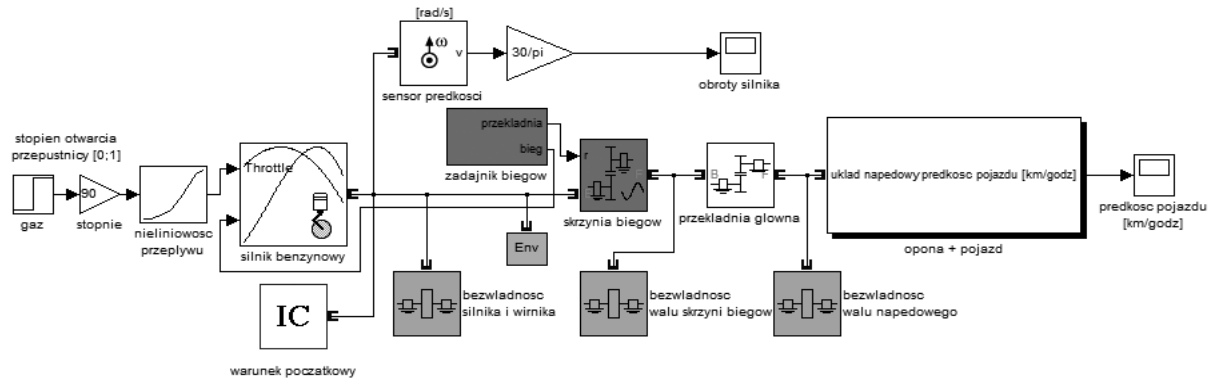 [rad/s]
ω
v
30/pi
sensor predkosci
obroty silnika
stopien otwarcia
przepustnicy [0;1]
gaz
90
stopnie
nieliniowosc
przeplywu
Throttle
silnik benzynowy
przekladnia
bieg
zadajnik biegow
r
F
skrzynia biegow
B
F
przekladnia glowna
uklad napedowy
predkosc pojazdu [km/godz]
opona + pojazd
predkosc pojazdu
[km/godz]
Env
IC
warunek poczatkowy
bezwladnosc
silnika i wirnika
bezwladnosc
walu skrzyni biegow
bezwladnosc
walu napedowego